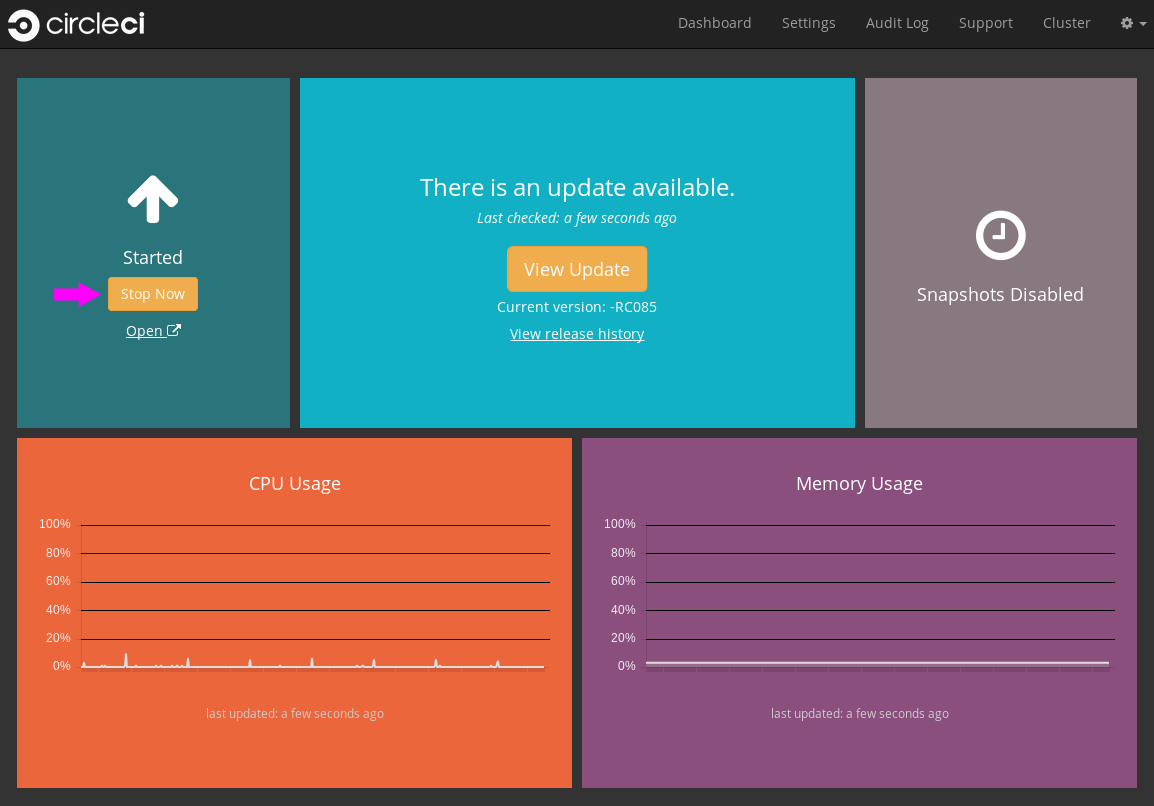 circleci
Dashboard Settings Audit Log Support Cluster
Started
Stop Now
Open
There is an update available.
Last checked: a few seconds ago
View Update
Current version: -RC085
View release history
Snapshots Disabled
CPU Usage
100%
80%
60%
40%
20%
0%
last updated: a few seconds ago
Memory Usage
100%
80%
60%
40%
20%
0%
last updated: a few seconds ago